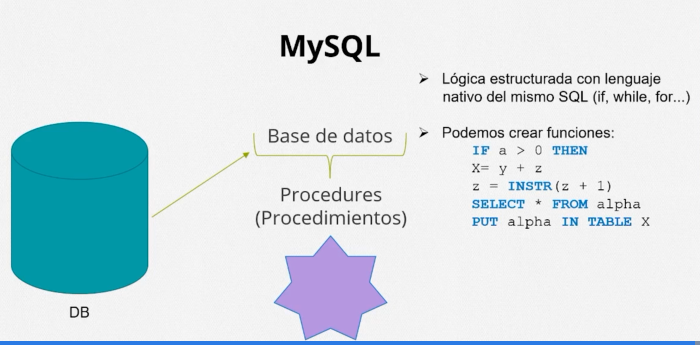 MySQL
➤ Lógica estructurada con lenguaje
nativo del mismo SQL (if, while, for...)
Base de datos
Procedures
(Procedimientos)
➤ Podemos crear funciones:
IF a > 0 THEN
X= y + z
z = INSTR(z + 1)
SELECT * FROM alpha
PUT alpha IN TABLE X
DB